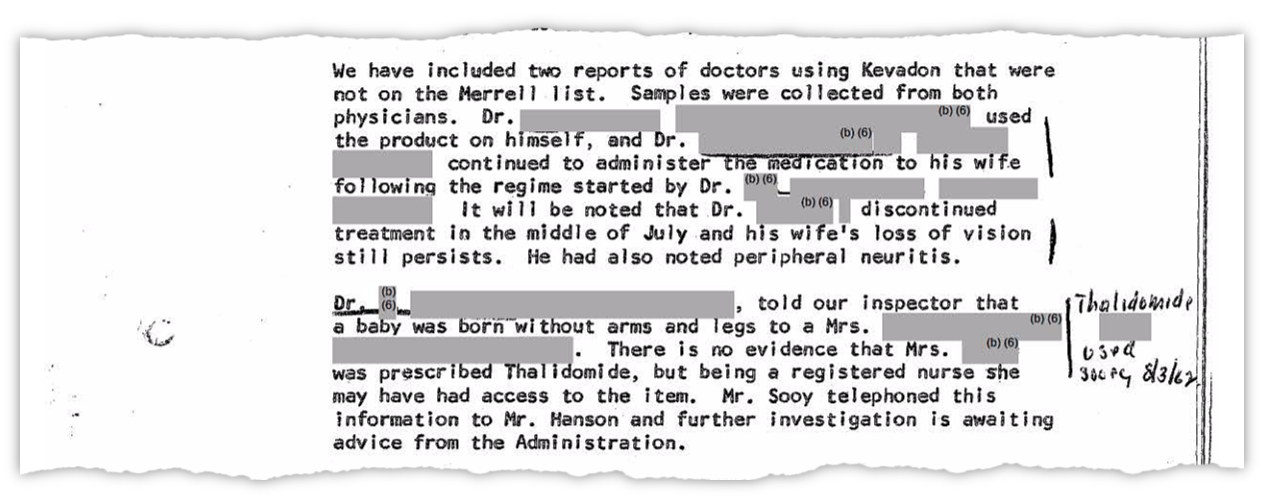 We have included two reports of doctors using Kevadon that were
not on the Merrell list. Samples were collected from both
physicians. Dr. (b) (6) used
the product on himself, and Dr. (b) (6)
continued to administer the medication to his wife
following the regime started by Dr. (b) (6)
It will be noted that Dr. (b) (6) discontinued
treatment in the middle of July and his wife's loss of vision
still persists. He had also noted peripheral neuritis.
Dr. (b) (6) , told our inspector that
a baby was born without arms and legs to a Mrs. (b) (6)
. There is no evidence that Mrs. (b) (6)
was prescribed Thalidomide, but being a registered nurse she
may have had access to the item. Mr. Sooy telephoned this
information to Mr. Hanson and further investigation is awaiting
advice from the Administration.
Thalidomide
used
8/3/62